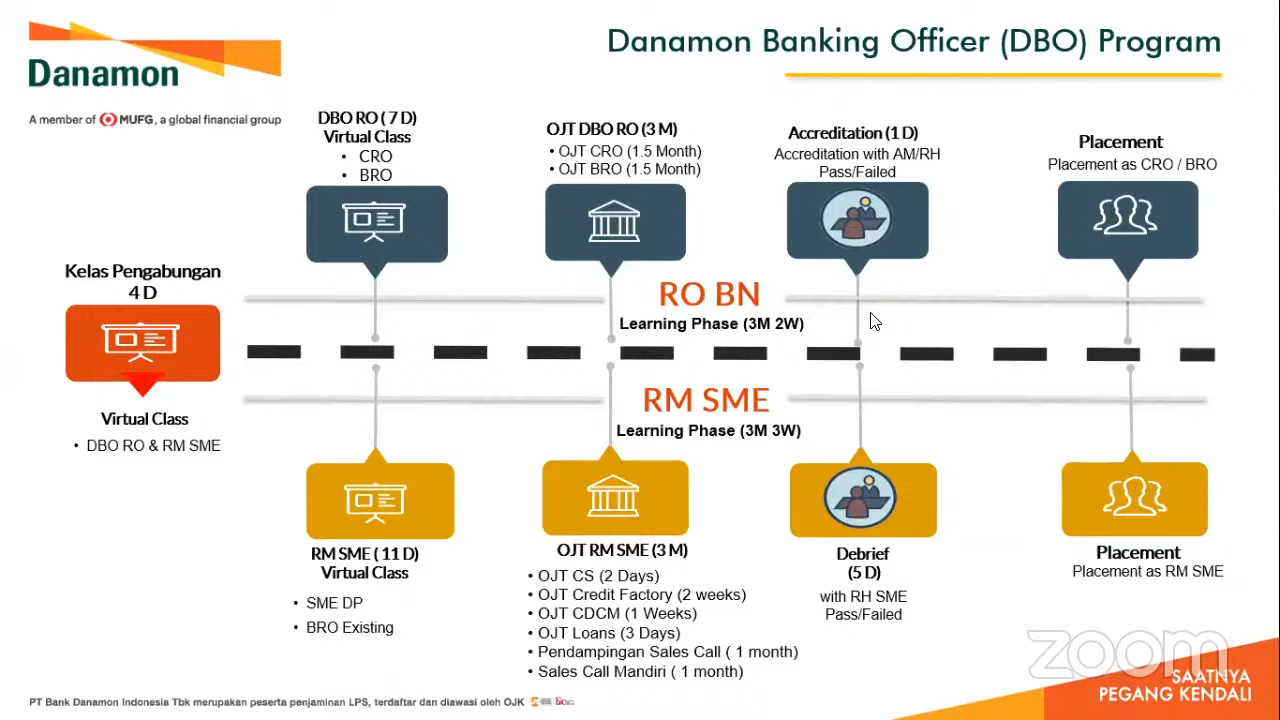 Danamon
A member of MUFG, a global financial group
Danamon Banking Officer (DBO) Program
DBO RO ( 7 D)
Virtual Class
• CRO
• BRO
OJT DBO RO (3 M)
• OJT CRO (1.5 Month)
• OJT BRO (1.5 Month)
Accreditation (1 D)
Accreditation with AM/RH
Pass/Failed
Placement
Placement as CRO / BRO
Kelas Pengabungan
4 D
Virtual Class
• DBO RO & RM SME
RO BN
Learning Phase (3M 2W)
RM SME
Learning Phase (3M 3W)
RM SME ( 11 D)
Virtual Class
• SME DP
• BRO Existing
OJT RM SME (3 M)
• OJT CS (2 Days)
• OJT Credit Factory (2 weeks)
• OJT CDCM (1 Weeks)
• OJT Loans (3 Days)
• Pendampingan Sales Call ( 1 month)
• Sales Call Mandiri ( 1 month)
Debrief
(5 D)
with RH SME
Pass/Failed
Placement
Placement as RM SME
zoom
SAATNYA
PEGANG KENDALI
PT Bank Danamon Indonesia Tbk merupakan peserta penjaminan LPS, terdaftar dan diawasi oleh OJK